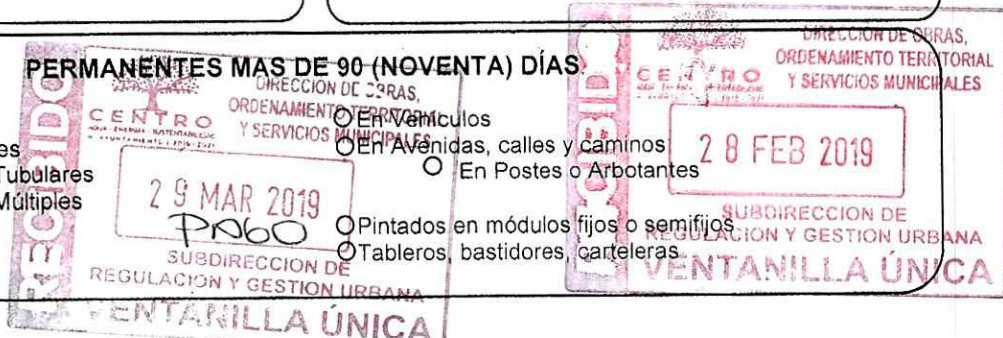 PERMANENTES MAS DE 90 (NOVENTA) DÍAS.
En Vehículos
En Avenidas, calles y caminos
En Postes o Arbotantes
Pintados en módulos fijos o semifijos
Tableros, bastidores, carteleras
es
Tubulares
Múltiples
RECIBIDO
CENTRO
DIRECCION DE OBRAS,
ORDENAMIENTO TERRITORIAL
Y SERVICIOS MUNICIPALES
29 MAR 2019
PAGO
SUBDIRECCION DE
REGULACION Y GESTION URBANA
VENTANILLA ÚNICA
RECIBIDO
CENTRO
DIRECCION DE OBRAS,
ORDENAMIENTO TERRITORIAL
Y SERVICIOS MUNICIPALES
28 FEB 2019
SUBDIRECCION DE
REGULACION Y GESTION URBANA
VENTANILLA ÚNICA